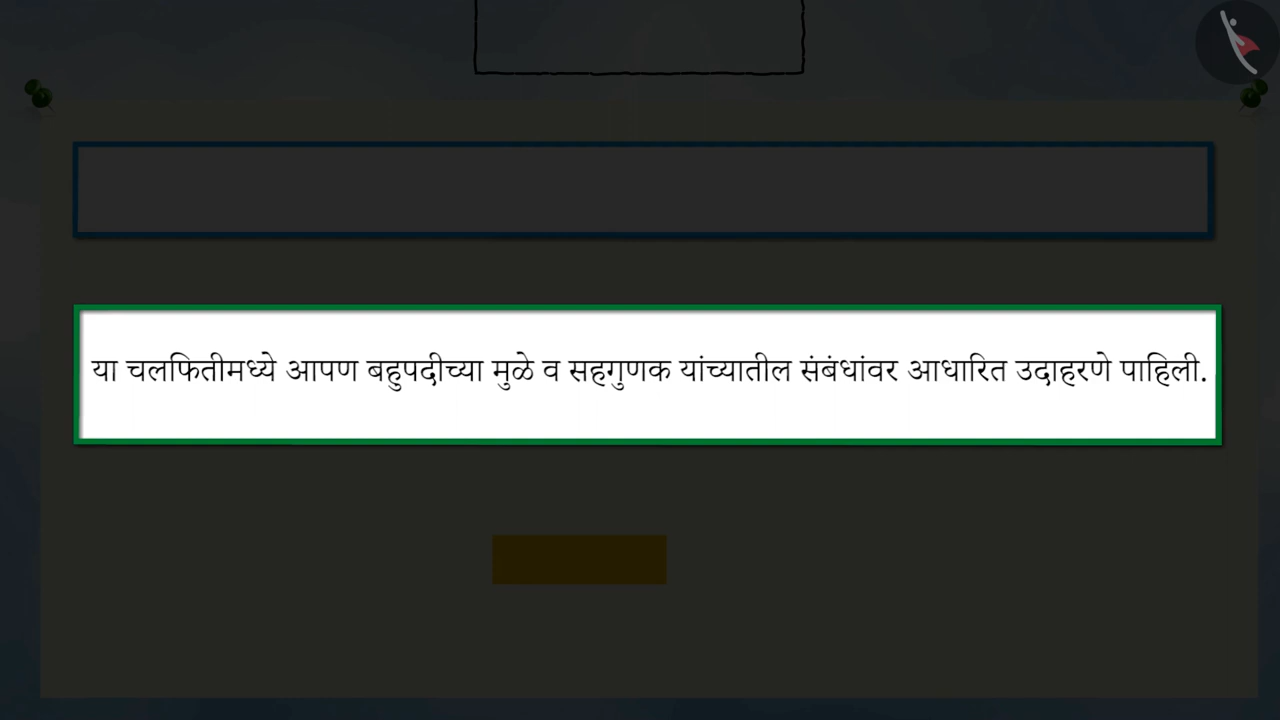 या चलफितीमध्ये आपण बहुपदीच्या मुळे व सहगुणक यांच्यातील संबंधांवर आधारित उदाहरणे पाहिली.